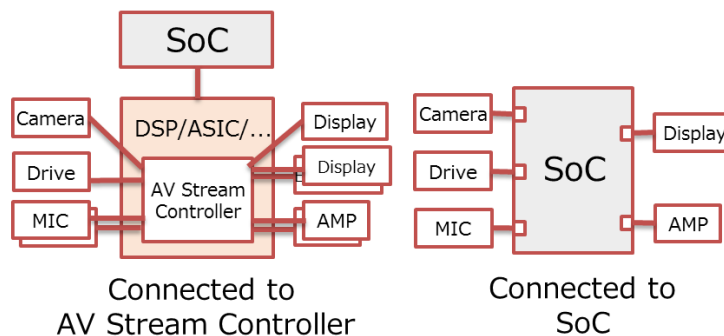 SoC
DSP/ASIC/...
Camera
Drive
MIC
AV Stream
Controller
Display
Display
AMP
Connected to
AV Stream Controller
Camera
Drive
MIC
SoC
Display
AMP
Connected to
SoC